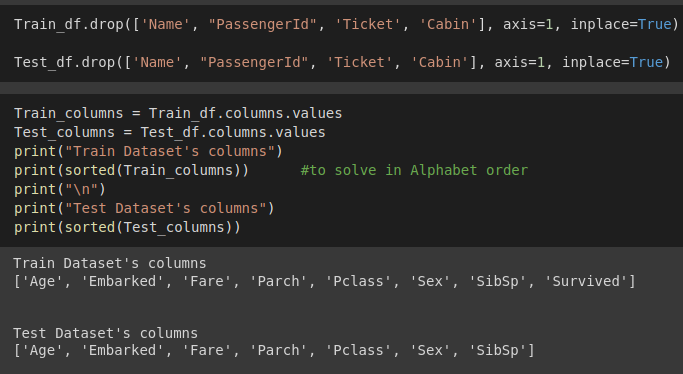 Train_df.drop(['Name', "PassengerId", 'Ticket', 'Cabin'], axis=1, inplace=True)
Test_df.drop(['Name', "PassengerId", 'Ticket', 'Cabin'], axis=1, inplace=True)
Train_columns = Train_df.columns.values
Test_columns = Test_df.columns.values
print("Train Dataset's columns")
print(sorted(Train_columns))      #to solve in Alphabet order
print("\n")
print("Test Dataset's columns")
print(sorted(Test_columns))
Train Dataset's columns
['Age', 'Embarked', 'Fare', 'Parch', 'Pclass', 'Sex', 'SibSp', 'Survived']
Test Dataset's columns
['Age', 'Embarked', 'Fare', 'Parch', 'Pclass', 'Sex', 'SibSp']